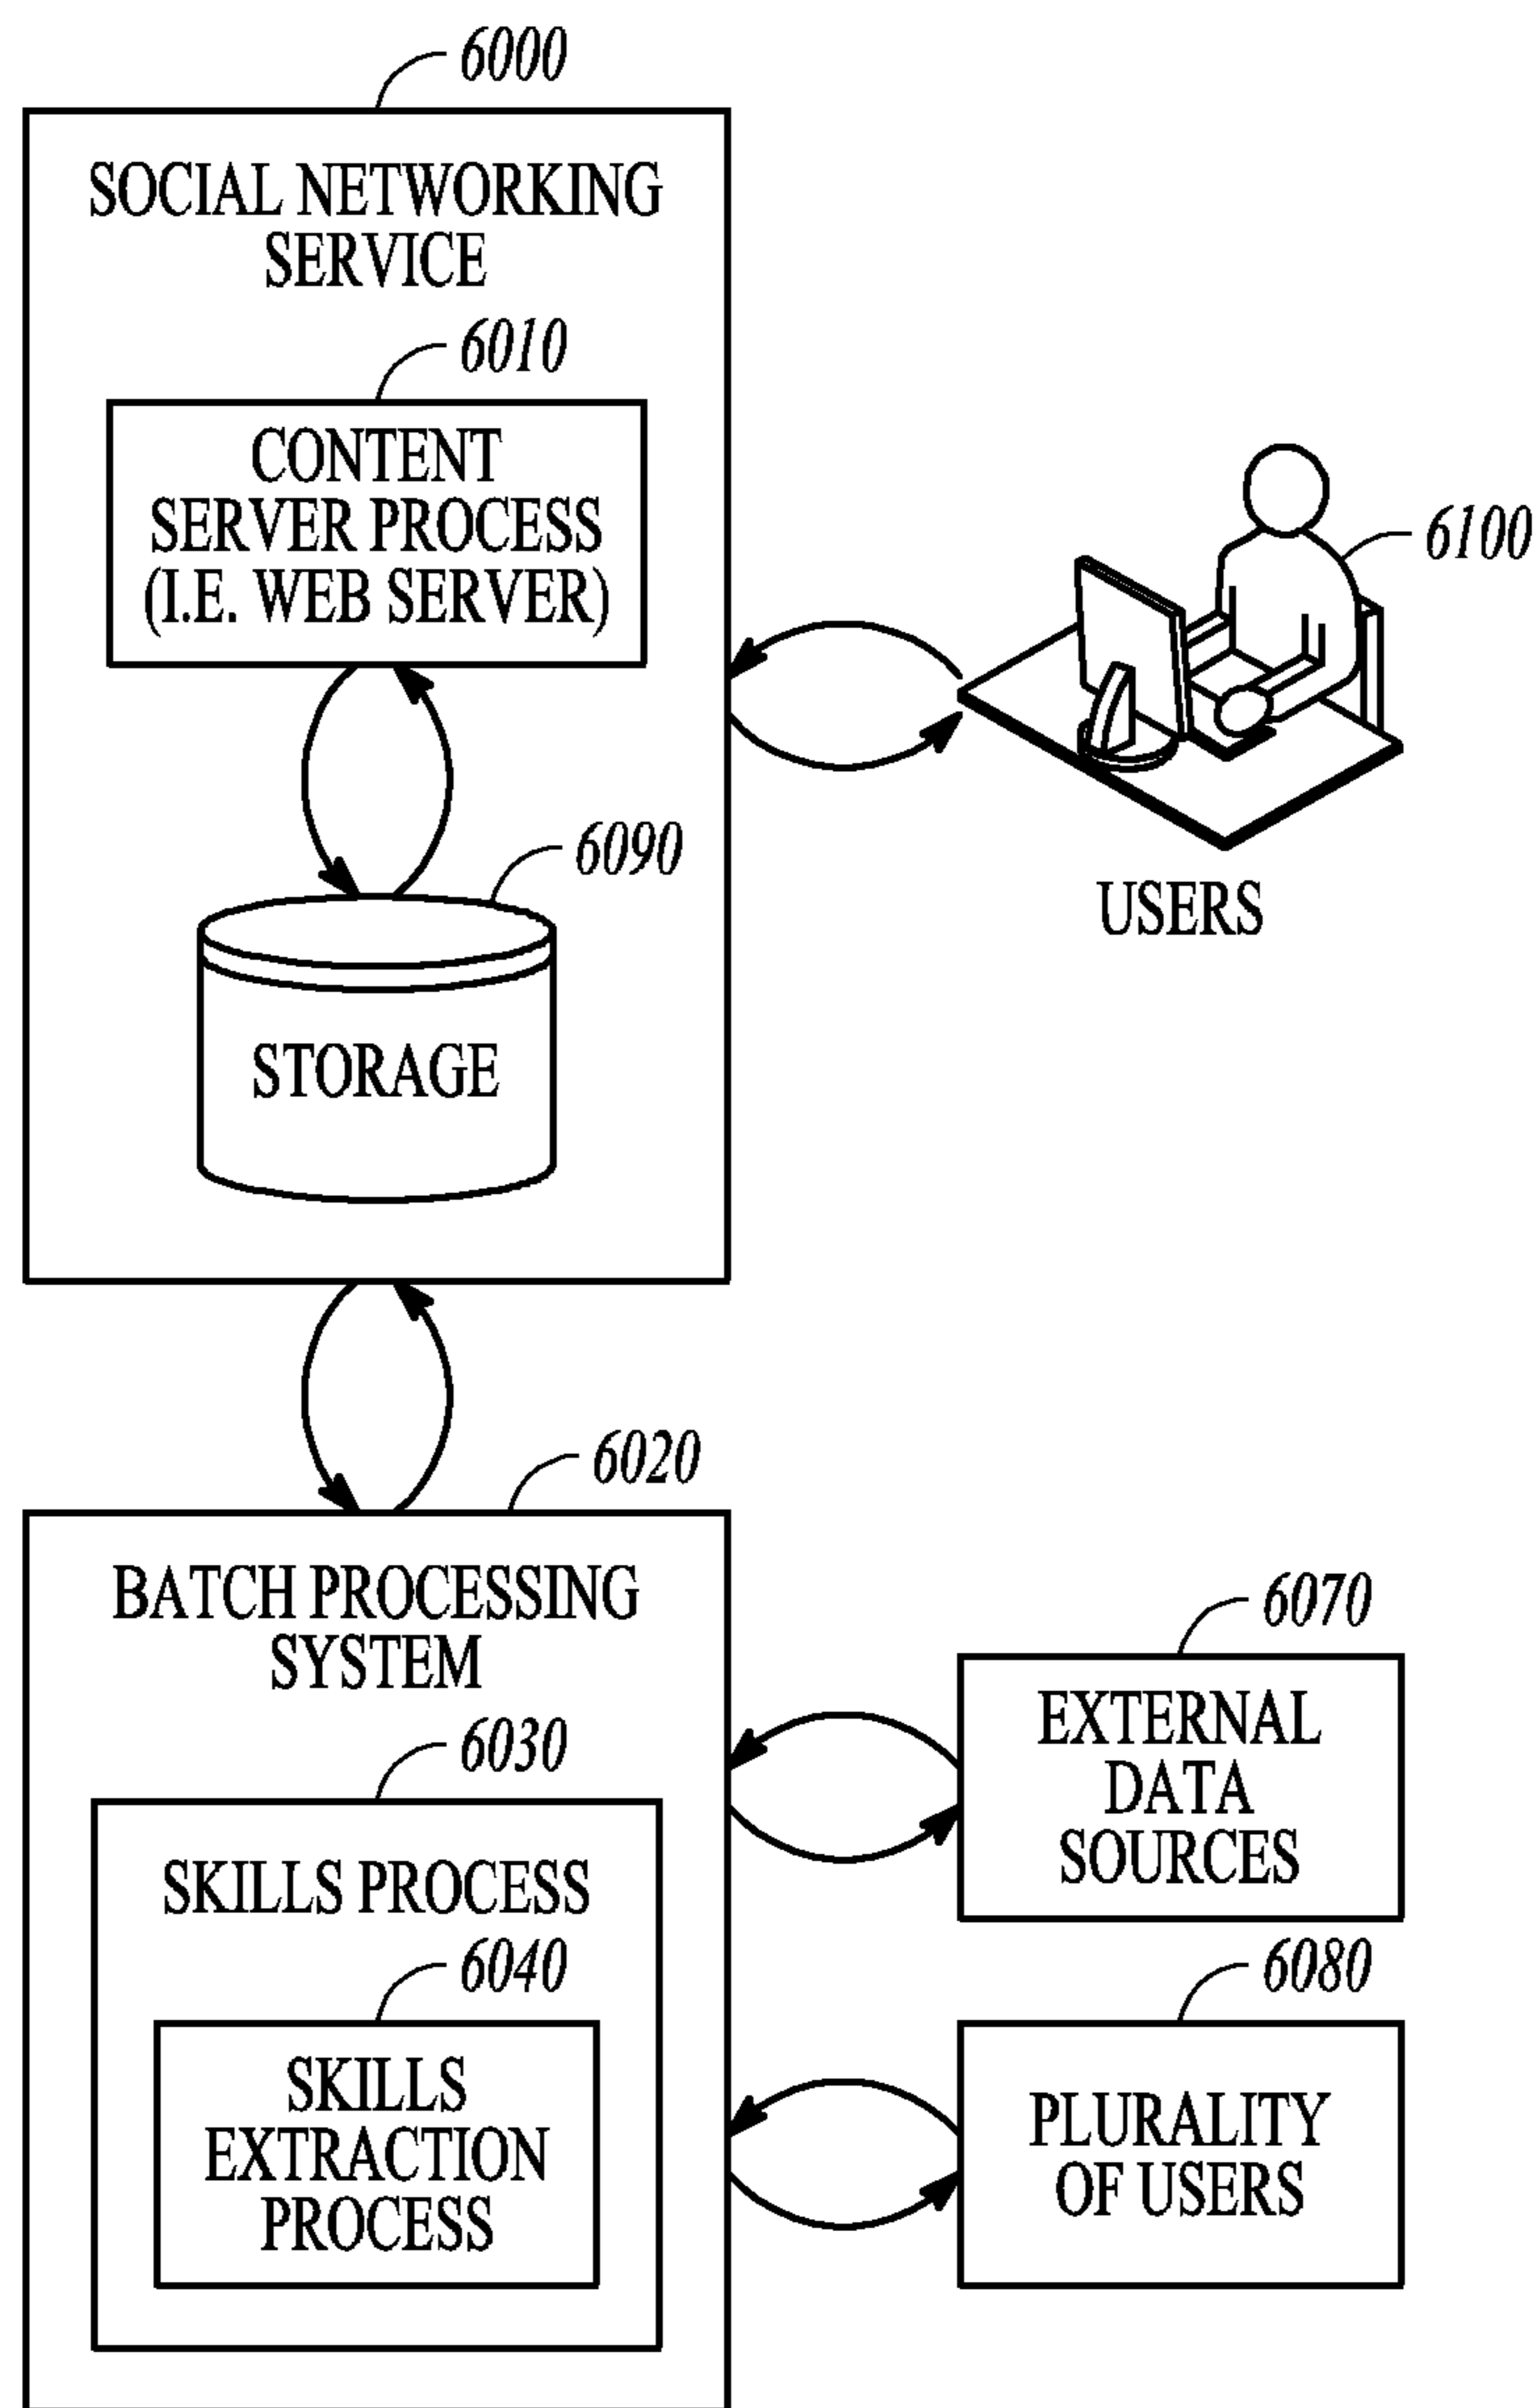 6000
SOCIAL NETWORKING
SERVICE
6010
CONTENT
SERVER PROCESS
(I.E. WEB SERVER)
6100
USERS
6090
STORAGE
6020
BATCH PROCESSING
SYSTEM
6070
EXTERNAL
DATA
SOURCES
6030
SKILLS PROCESS
6040
SKILLS
EXTRACTION
PROCESS
6080
PLURALITY
OF USERS